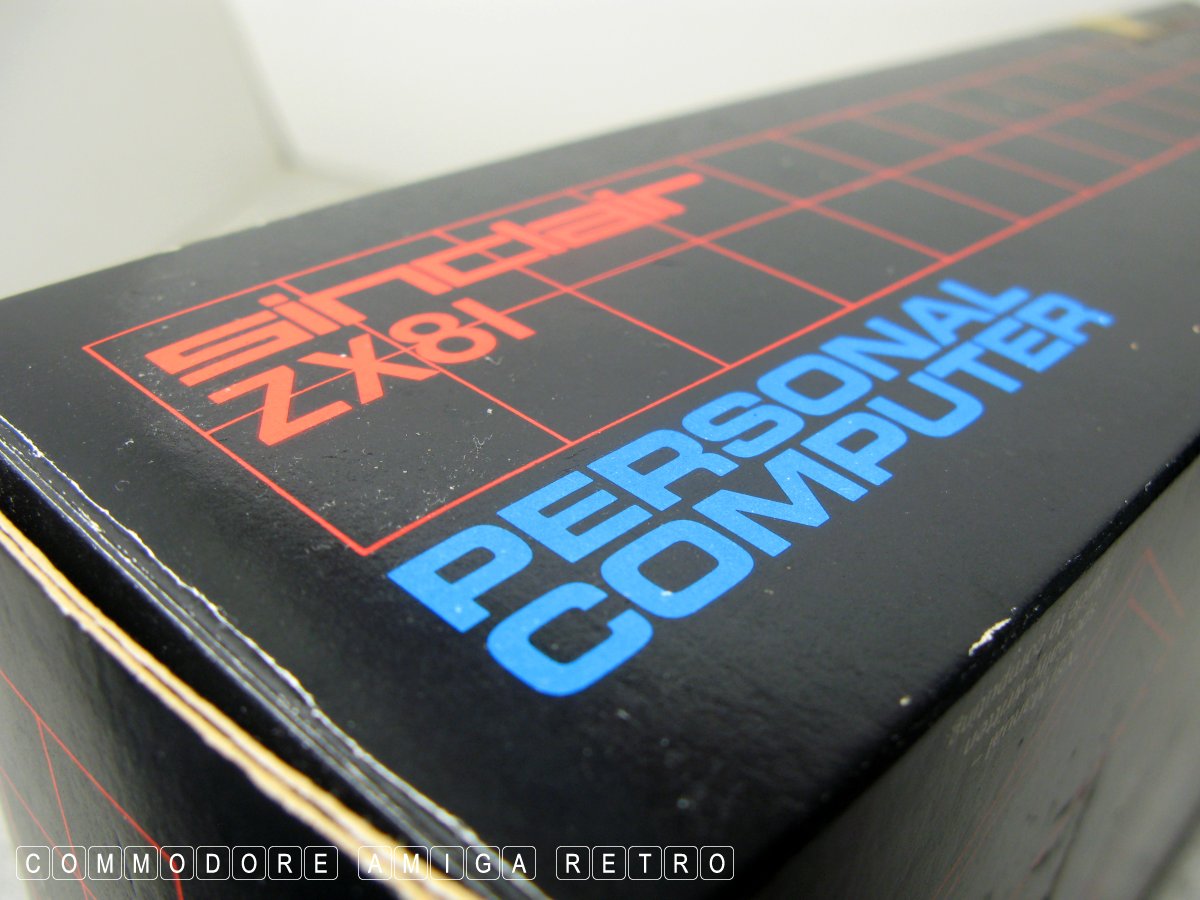 sinclair
ZX81
PERSONAL
COMPUTER
COMMODORE AMIGA RETRO